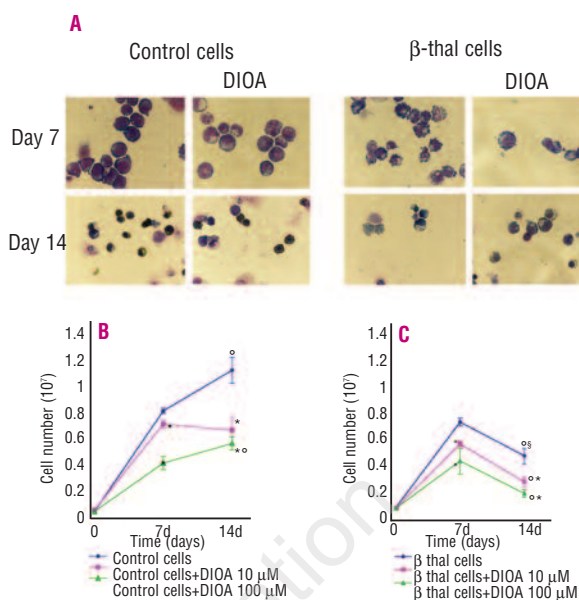 A
Control cells
β-thal cells
DIOA
DIOA
Day 7
Day 14
B
1.4
1.2
1
0.8
0.6
0.4
0.2
0
Cell number (10⁷)
° * * * °
0 7d 14d
Time (days)
Control cells
Control cells+DIOA 10 μM
Control cells+DIOA 100 μM
C
1.4
1.2
1
0.8
0.6
0.4
0.2
0
Cell number (10⁷)
* * °§ °* °*
0 7d 14d
Time (days)
β thal cells
β thal cells+DIOA 10 μM
β thal cells+DIOA 100 μM